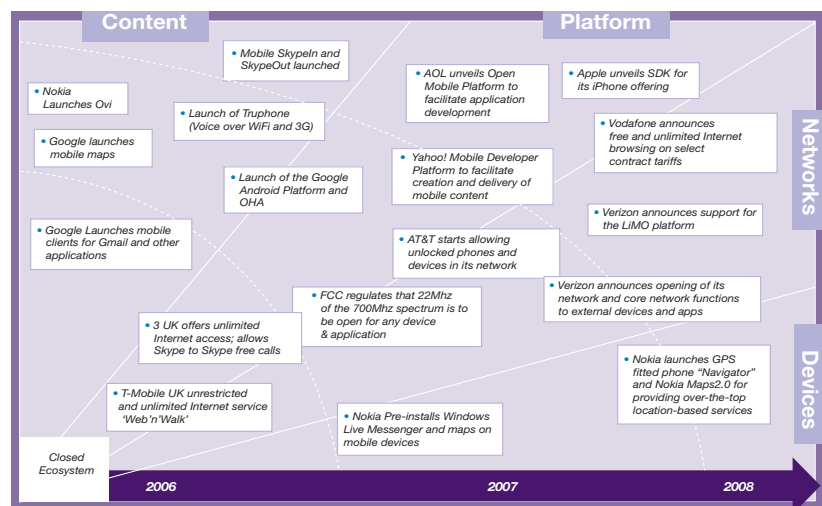 Content
Platform
• Mobile SkypeIn and
SkypeOut launched
• Nokia
Launches Ovi
• Launch of Truphone
(Voice over WiFi and 3G)
• Google launches
mobile maps
• Launch of the Google
Android Platform and
OHA
• Google Launches mobile
clients for Gmail and other
applications
• AOL unveils Open
Mobile Platform to
facilitate application
development
• Apple unveils SDK for
its iPhone offering
• Vodafone announces
free and unlimited Internet
browsing on select
contract tariffs
• Yahoo! Mobile Developer
Platform to facilitate
creation and delivery of
mobile content
• Verizon announces support for
the LiMO platform
• AT&T starts allowing
unlocked phones and
devices in its network
• Verizon announces opening of its
network and core network functions
to external devices and apps
• FCC regulates that 22Mhz
of the 700Mhz spectrum is to
be open for any device
& application
• 3 UK offers unlimited
Internet access; allows
Skype to Skype free calls
• Nokia launches GPS
fitted phone “Navigator”
and Nokia Maps2.0 for
providing over-the-top
location-based services
• T-Mobile UK unrestricted
and unlimited Internet service
‘Web’n’Walk’
• Nokia Pre-installs Windows
Live Messenger and maps on
mobile devices
Networks
Devices
Closed
Ecosystem
2006
2007
2008